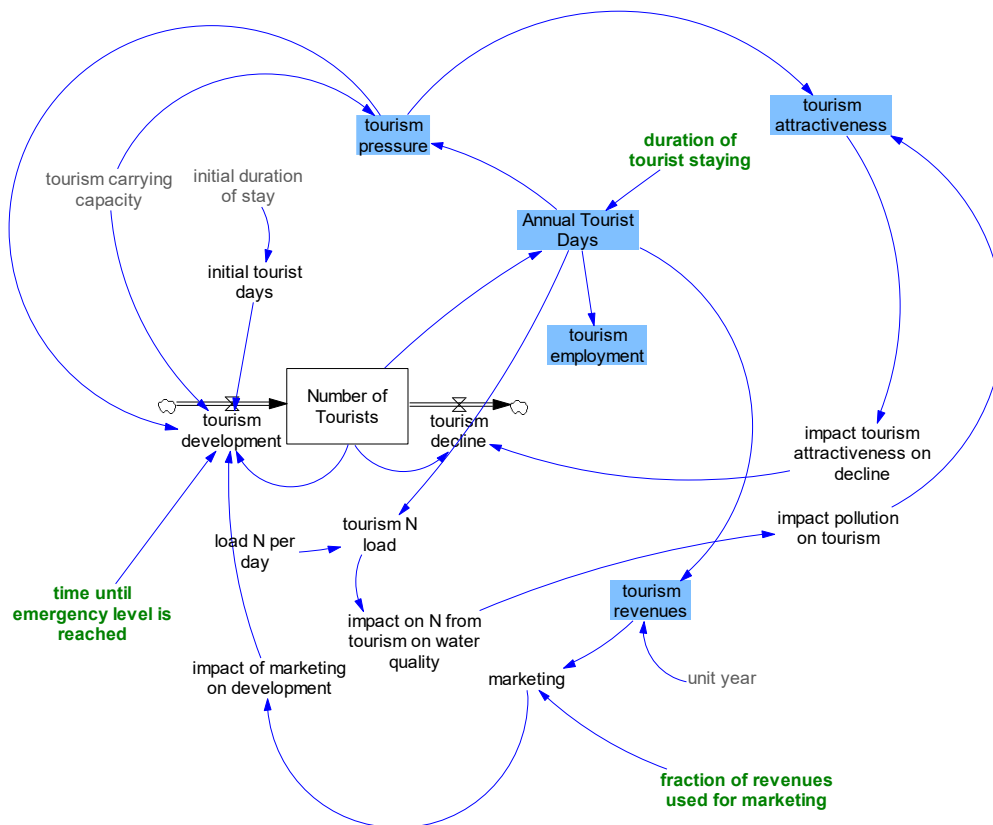 tourism
attractiveness
tourism
pressure
duration of
tourist staying
tourism carrying
capacity
initial duration
of stay
Annual Tourist
Days
initial tourist
days
tourism
employment
Number of
Tourists
tourism
development
tourism
decline
impact tourism
attractiveness on
decline
tourism N
load
load N per
day
impact pollution
on tourism
time until
emergency level is
reached
tourism
revenues
impact on N from
tourism on water
quality
impact of marketing
on development
marketing
unit year
fraction of revenues
used for marketing